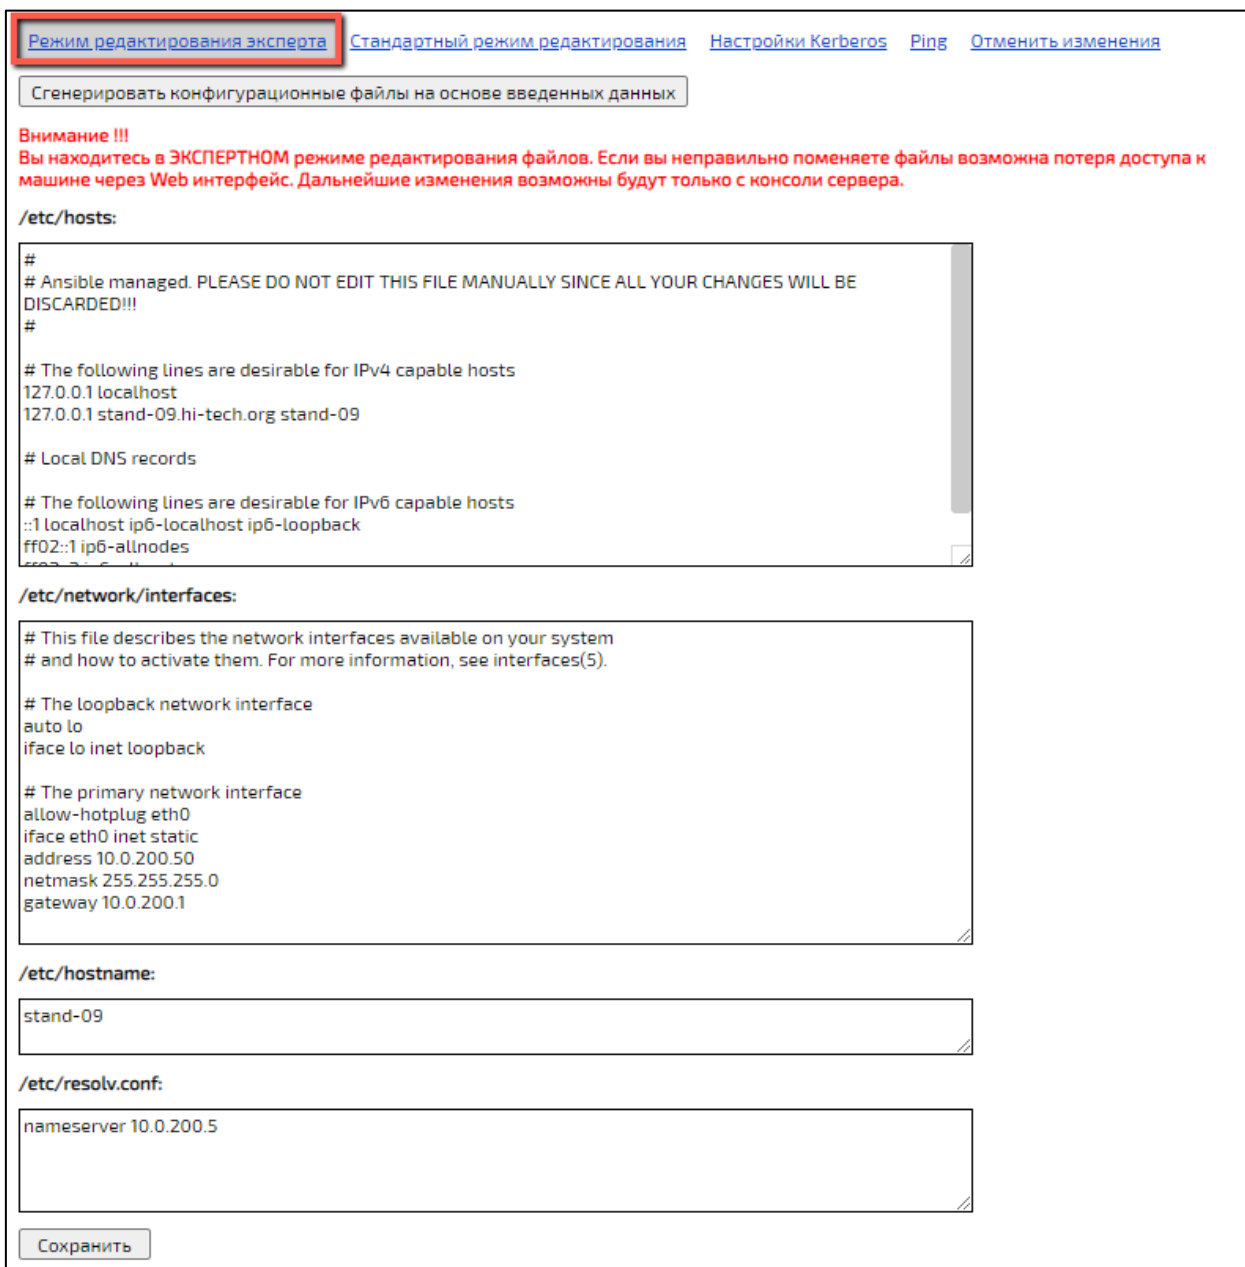 Режим редактирования эксперта Стандартный режим редактирования Настройки Kerberos Ping Отменить изменения
Сгенерировать конфигурационные файлы на основе введенных данных
Внимание !!!
Вы находитесь в ЭКСПЕРТНОМ режиме редактирования файлов. Если вы неправильно поменяете файлы возможна потеря доступа к
машине через Web интерфейс. Дальнейшие изменения возможны будут только с консоли сервера.
/etc/hosts:
#
# Ansible managed. PLEASE DO NOT EDIT THIS FILE MANUALLY SINCE ALL YOUR CHANGES WILL BE
DISCARDED!!!
#
# The following lines are desirable for IPv4 capable hosts
127.0.0.1 localhost
127.0.0.1 stand-09.hi-tech.org stand-09
# Local DNS records
# The following lines are desirable for IPv6 capable hosts
::1 localhost ip6-localhost ip6-loopback
ff02::1 ip6-allnodes
/etc/network/interfaces:
# This file describes the network interfaces available on your system
# and how to activate them. For more information, see interfaces(5).
# The loopback network interface
auto lo
iface lo inet loopback
# The primary network interface
allow-hotplug eth0
iface eth0 inet static
address 10.0.200.50
netmask 255.255.255.0
gateway 10.0.200.1
/etc/hostname:
stand-09
/etc/resolv.conf:
nameserver 10.0.200.5
Сохранить